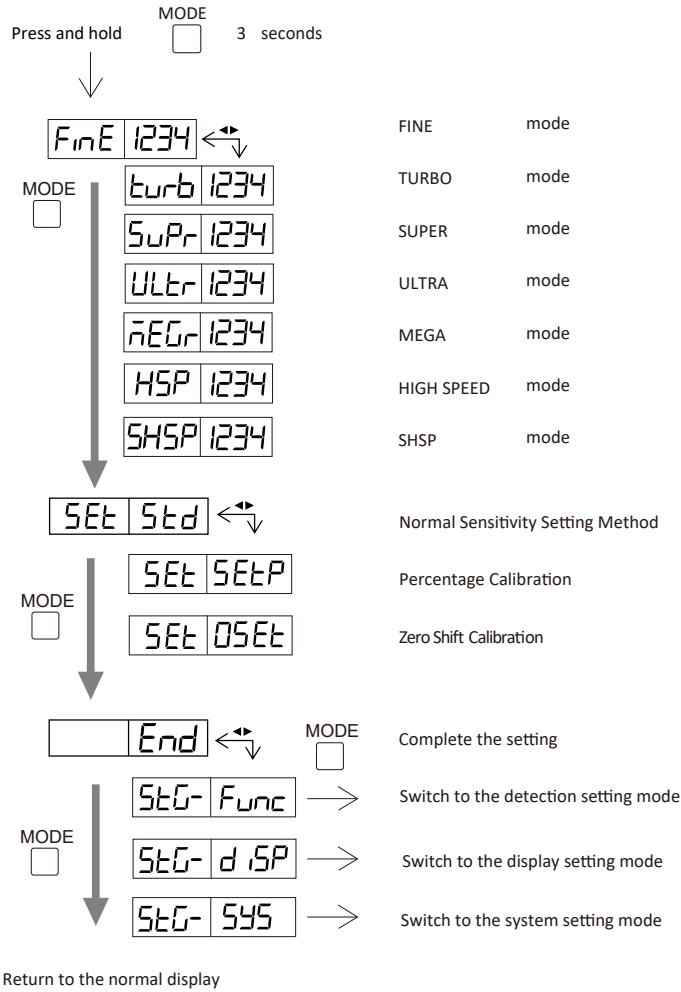 MODE
Press and hold 3 seconds
FinE 1234 FINE mode
MODE
turb 1234 TURBO mode
SuPr 1234 SUPER mode
ULtr 1234 ULTRA mode
mEGr 1234 MEGA mode
HSP 1234 HIGH SPEED mode
SHSP 1234 SHSP mode
SEt Std Normal Sensitivity Setting Method
SEt SEtP Percentage Calibration
MODE
SEt 0SEt Zero Shift Calibration
End MODE Complete the setting
StG- Func Switch to the detection setting mode
MODE
StG- diSP Switch to the display setting mode
StG- SYS Switch to the system setting mode
Return to the normal display